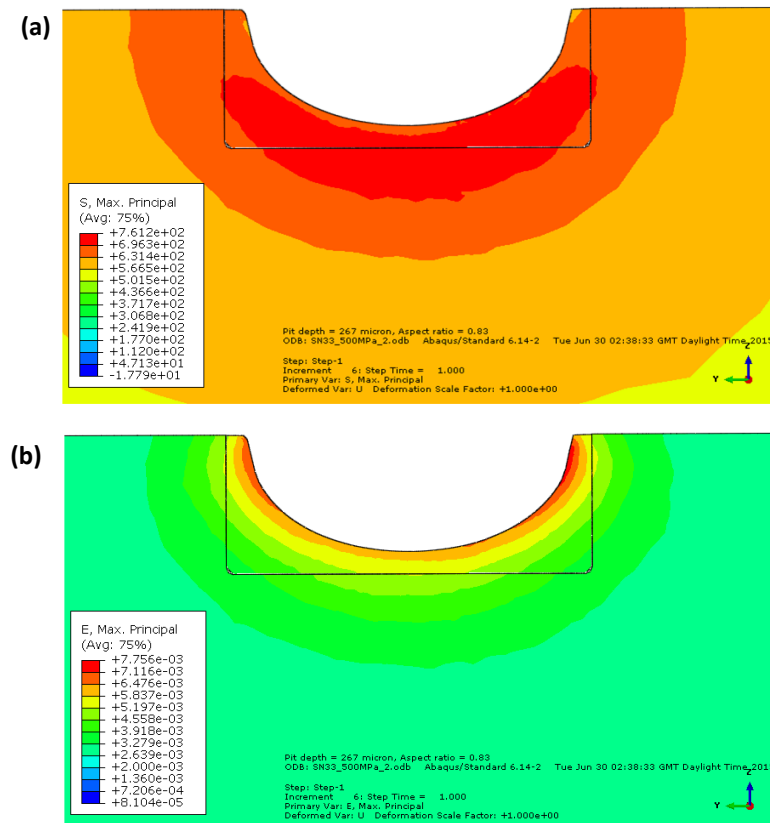 (a)
S, Max. Principal
(Avg: 75%)
+7.612e+02
+6.963e+02
+6.314e+02
+5.665e+02
+5.015e+02
+4.366e+02
+3.717e+02
+3.068e+02
+2.419e+02
+1.770e+02
+1.120e+02
+4.713e+01
-1.779e+01
Pit depth = 267 micron, Aspect ratio = 0.83
ODB: SN33_500MPa_2.odb Abaqus/Standard 6.14-2 Tue Jun 30 02:38:33 GMT Daylight Time 2015
Step: Step-1
Increment 6: Step Time = 1.000
Primary Var: S, Max. Principal
Deformed Var: U Deformation Scale Factor: +1.000e+00
Z
Y
(b)
E, Max. Principal
(Avg: 75%)
+7.756e-03
+7.116e-03
+6.476e-03
+5.837e-03
+5.197e-03
+4.558e-03
+3.918e-03
+3.279e-03
+2.639e-03
+2.000e-03
+1.360e-03
+7.206e-04
+8.104e-05
Pit depth = 267 micron, Aspect ratio = 0.83
ODB: SN33_500MPa_2.odb Abaqus/Standard 6.14-2 Tue Jun 30 02:38:33 GMT Daylight Time 201
Step: Step-1
Increment 6: Step Time = 1.000
Primary Var: E, Max. Principal
Deformed Var: U Deformation Scale Factor: +1.000e+00
Z
Y